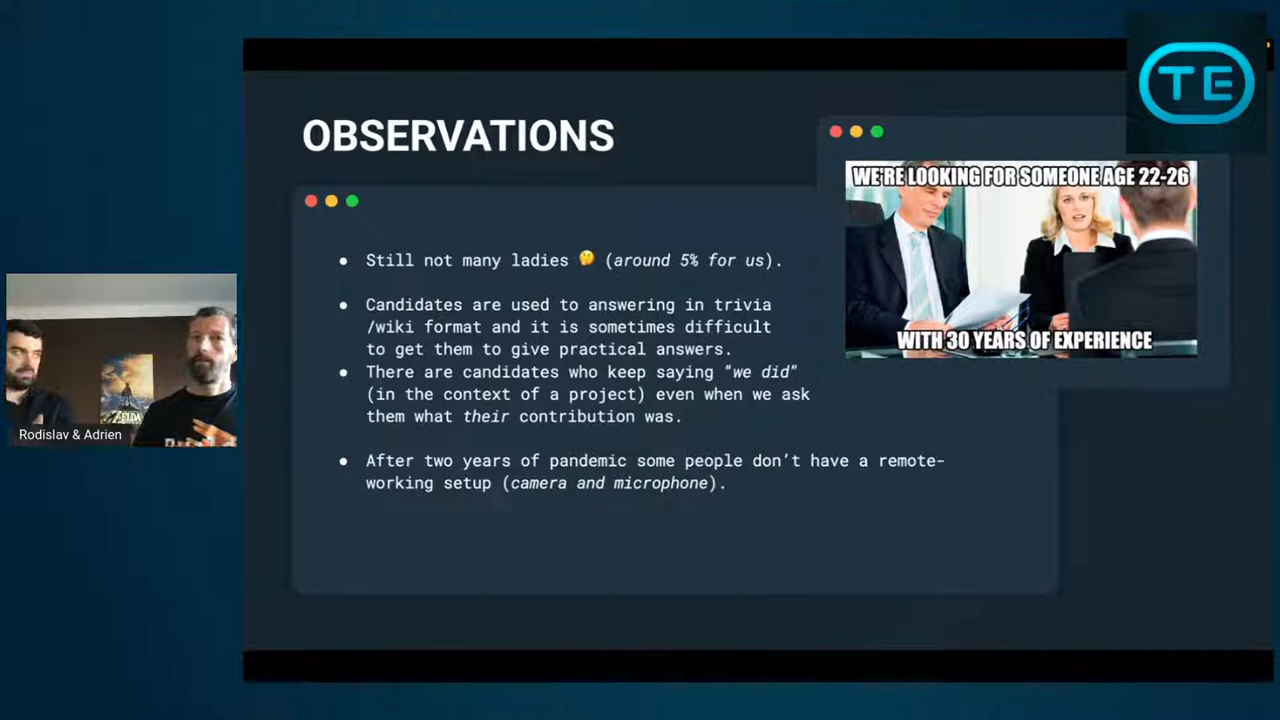 TE
OBSERVATIONS
WE'RE LOOKING FOR SOMEONE AGE 22-26
WITH 30 YEARS OF EXPERIENCE
● Still not many ladies 🤔 (around 5% for us).
● Candidates are used to answering in trivia
/wiki format and it is sometimes difficult
to get them to give practical answers.
● There are candidates who keep saying "we did"
(in the context of a project) even when we ask
them what their contribution was.
● After two years of pandemic some people don't have a remote-
working setup (camera and microphone).
ZELDA
Rodislav & Adrien